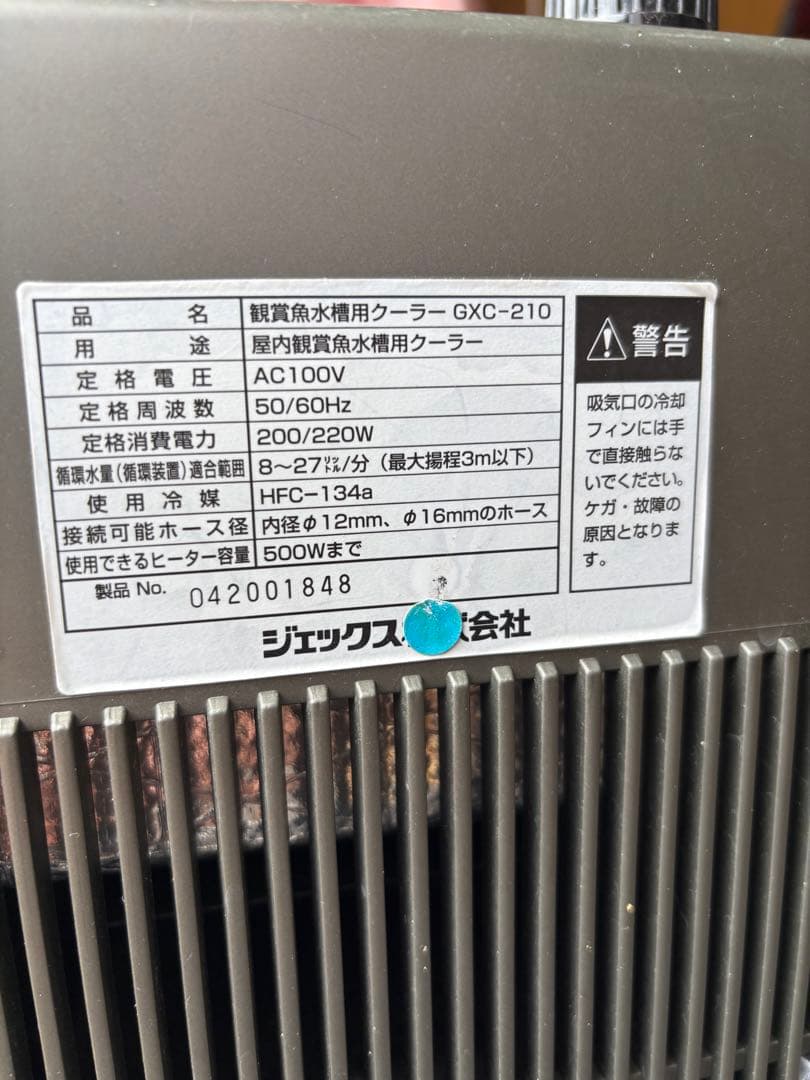 品名 観賞魚水槽用クーラー GXC-210
用途 屋内観賞魚水槽用クーラー
定格電圧 AC100V
定格周波数 50/60Hz
定格消費電力 200/220W
循環水量(循環装置)適合範囲 8～27㍑/分 (最大揚程3m以下)
使用冷媒 HFC-134a
接続可能ホース径 内径φ12mm、φ16mmのホース
使用できるヒーター容量 500Wまで
製品 No. 042001848
ジェックス 会社
警告
吸気口の冷却
フィンには手
で直接触らな
いでください。
ケガ・故障の
原因となりま
す。